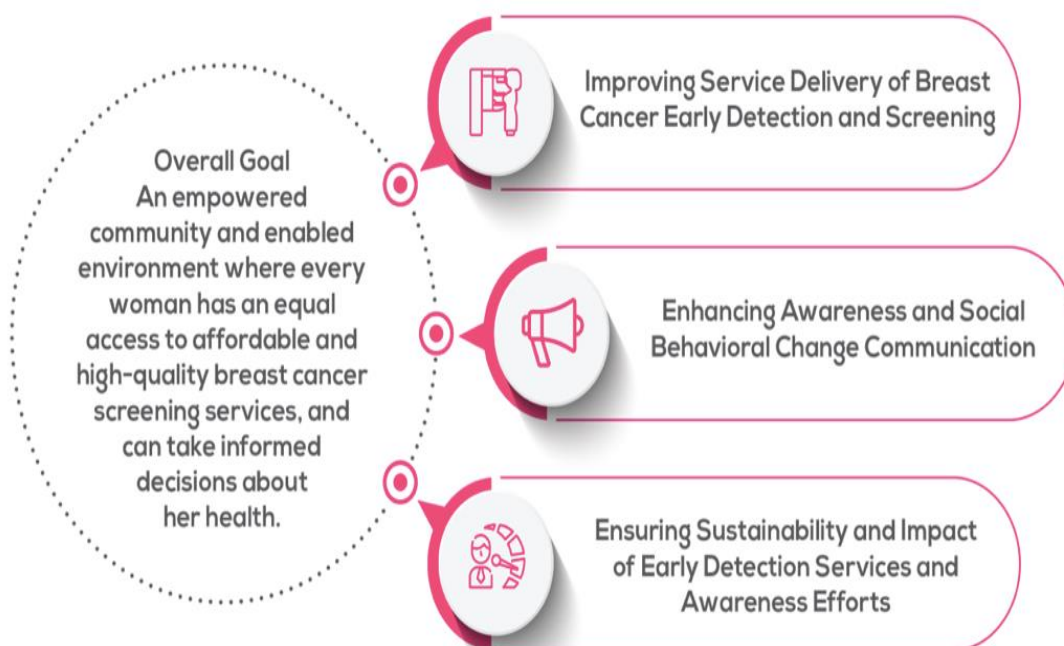 Overall Goal
An empowered
community and enabled
environment where every
woman has an equal
access to affordable and
high-quality breast cancer
screening services, and
can take informed
decisions about
her health.
Improving Service Delivery of Breast
Cancer Early Detection and Screening
Enhancing Awareness and Social
Behavioral Change Communication
Ensuring Sustainability and Impact
of Early Detection Services and
Awareness Efforts